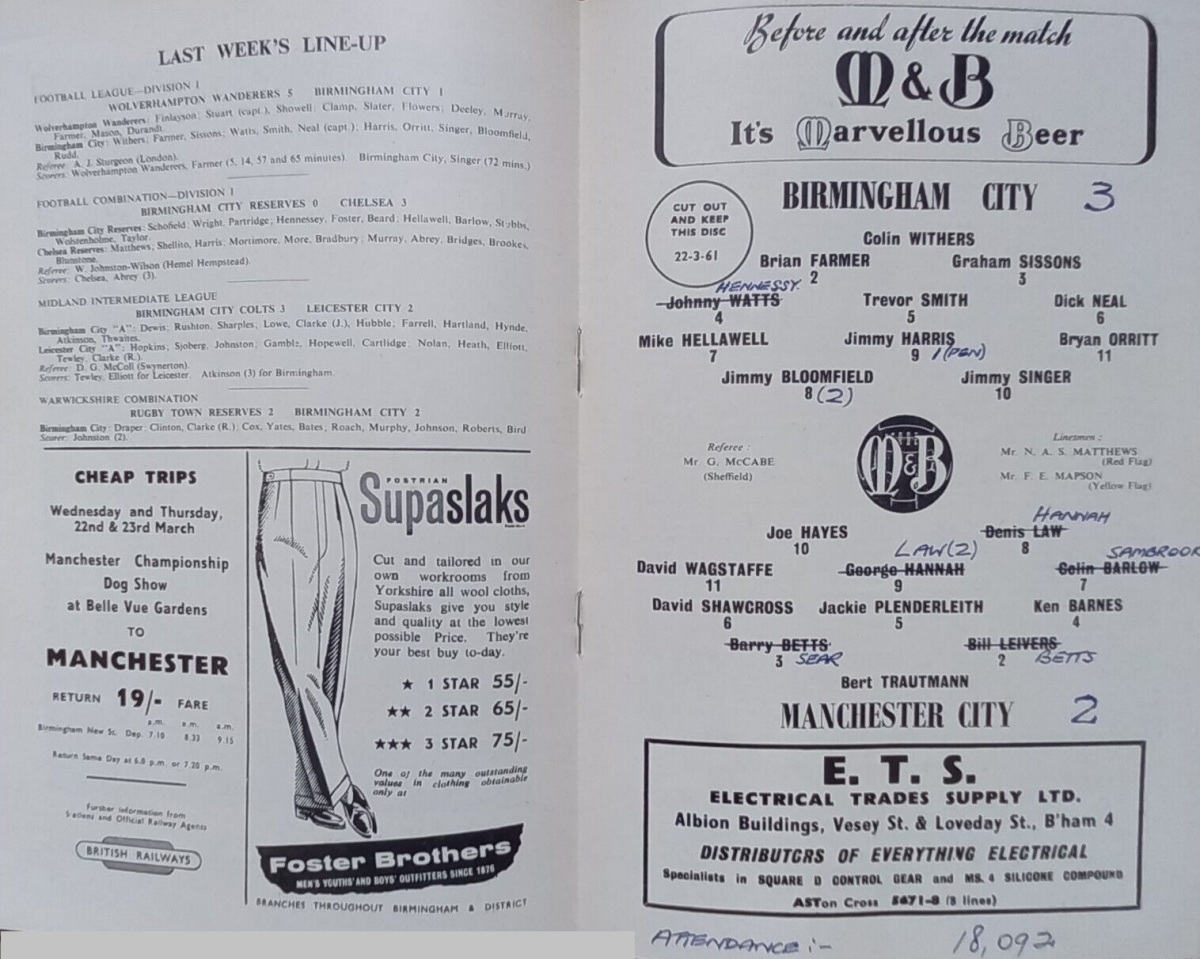 LAST WEEK'S LINE-UP
FOOTBALL LEAGUE—DIVISION 1
WOLVERHAMPTON WANDERERS 5 BIRMINGHAM CITY 1
Wolverhampton Wanderers: Finlayson; Stuart (capt.), Showell; Clamp, Slater, Flowers; Deeley, Murray,
Farmer, Mason, Durandt.
Birmingham City: Withers; Farmer, Sissons; Watts, Smith, Neal (capt.); Harris, Orritt, Singer, Bloomfield,
Rudd.
Referee: A. J. Sturgeon (London).
Scorers: Wolverhampton Wanderers, Farmer (5, 14, 57 and 65 minutes). Birmingham City, Singer (72 mins.)
FOOTBALL COMBINATION—DIVISION 1
BIRMINGHAM CITY RESERVES 0 CHELSEA 3
Birmingham City Reserves: Schofield; Wright, Partridge; Hennessey, Foster, Beard; Hellawell, Barlow, Stubbs,
Wolstenholme, Taylor.
Chelsea Reserves: Matthews; Shellito, Harris; Mortimore, More, Bradbury; Murray, Abrey, Bridges, Brookes,
Blunstone.
Referee: W. Johnston-Wilson (Hemel Hempstead).
Scorers: Chelsea, Abrey (3).
MIDLAND INTERMEDIATE LEAGUE
BIRMINGHAM CITY COLTS 3 LEICESTER CITY 2
Birmingham City "A": Dewis; Rushton, Sharples; Lowe, Clarke (J.), Hubble; Farrell, Hartland, Hynde,
Atkinson, Thwaites.
Leicester City "A": Hopkins; Sjoberg, Johnston; Gamble, Hopewell, Cartlidge; Nolan, Heath, Elliott,
Tewley, Clarke (R.).
Referee: D. G. McColl (Swynerton).
Scorers: Tewley, Elliott for Leicester. Atkinson (3) for Birmingham.
WARWICKSHIRE COMBINATION
RUGBY TOWN RESERVES 2 BIRMINGHAM CITY 2
Birmingham City: Draper; Clinton, Clarke (R.); Cox, Yates, Bates; Roach, Murphy, Johnson, Roberts, Bird
Scorer: Johnston (2).
CHEAP TRIPS
Wednesday and Thursday,
22nd & 23rd March
Manchester Championship
Dog Show
at Belle Vue Gardens
TO
MANCHESTER
RETURN 19/- FARE
a.m. a.m. a.m.
Birmingham New St. Dep. 7.10 8.33 9.15
Return Same Day at 6.0 p.m. or 7.20 p.m.
Further information from
Stations and Official Railway Agents
BRITISH RAILWAYS
FOSTRIAN
Supaslaks
Cut and tailored in our
own workrooms from
Yorkshire all wool cloths,
Supaslaks give you style
and quality at the lowest
possible Price. They're
your best buy to-day.
★ 1 STAR 55/-
★★ 2 STAR 65/-
★★★ 3 STAR 75/-
One of the many outstanding
values in clothing obtainable
only at
Foster Brothers
MEN'S YOUTHS' AND BOYS' OUTFITTERS SINCE 1876
BRANCHES THROUGHOUT BIRMINGHAM & DISTRICT
Before and after the match
M & B
It's Marvellous Beer
CUT OUT
AND KEEP
THIS DISC
22-3-61
BIRMINGHAM CITY 3
Colin WITHERS
Brian FARMER Graham SISSONS
2 3
HENNESSY.
Johnny WATTS Trevor SMITH Dick NEAL
4 5 6
Mike HELLAWELL Jimmy HARRIS Bryan ORRITT
7 9 1 (PEN) 11
Jimmy BLOOMFIELD Jimmy SINGER
8 (2) 10
Referee:
Mr. G. McCABE
(Sheffield)
M&B
Linesmen:
Mr. N. A. S. MATTHEWS
(Red Flag)
Mr. F. E. MAPSON
(Yellow Flag)
HANNAH
Joe HAYES Denis LAW
10 8
LAW (2) SAMBROOK
David WAGSTAFFE George HANNAH Colin BARLOW
11 9 7
David SHAWCROSS Jackie PLENDERLEITH Ken BARNES
6 5 4
Barry BETTS Bill LEIVERS
3 SEAR 2 BETTS
Bert TRAUTMANN
MANCHESTER CITY 2
E. T. S.
ELECTRICAL TRADES SUPPLY LTD.
Albion Buildings, Vesey St. & Loveday St., B'ham 4
DISTRIBUTORS OF EVERYTHING ELECTRICAL
Specialists in SQUARE D CONTROL GEAR and MS. 4 SILICONE COMPOUND
ASTon Cross 5671-8 (8 lines)
ATTENDANCE :- 18,092